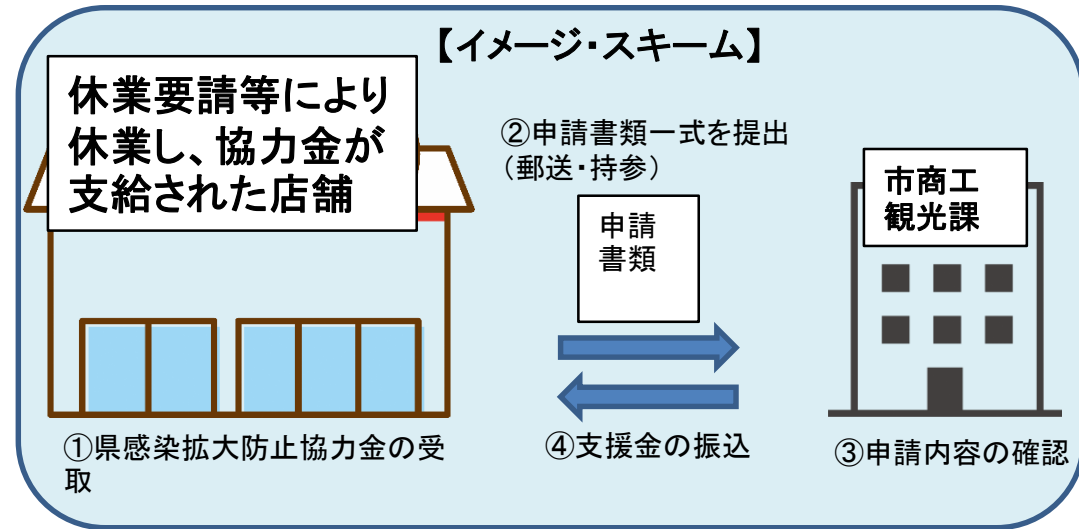 【イメージ・スキーム】
休業要請等により
休業し、協力金が
支給された店舗
①県感染拡大防止協力金の受
取
②申請書類一式を提出
（郵送・持参）
申請
書類
市商工
観光課
③申請内容の確認
④支援金の振込